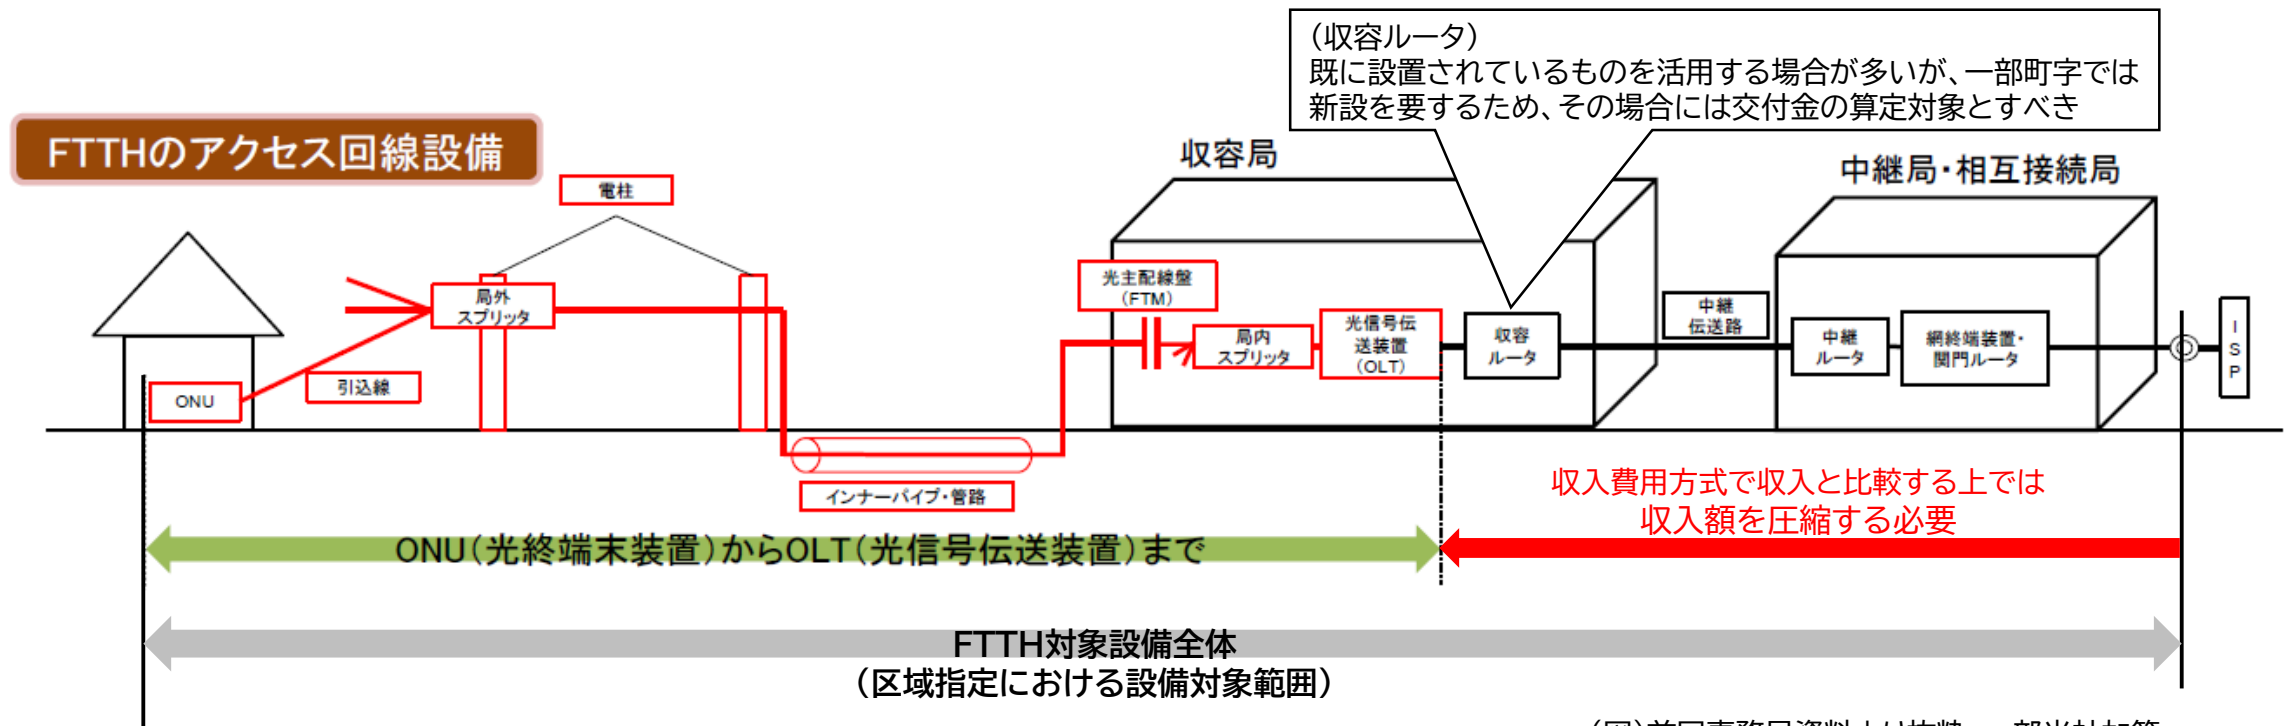 (収容ルータ)
既に設置されているものを活用する場合が多いが、一部町字では
新設を要するため、その場合には交付金の算定対象とすべき
FTTHのアクセス回線設備
収容局
中継局・相互接続局
電柱
局外
スプリッタ
引込線
ONU
インナーパイプ・管路
光主配線盤
(FTM)
局内
スプリッタ
光信号伝
送装置
(OLT)
収容
ルータ
中継
伝送路
中継
ルータ
網終端装置・
関門ルータ
I
S
P
収入費用方式で収入と比較する上では
収入額を圧縮する必要
ONU(光終端末装置)からOLT(光信号伝送装置)まで
FTTH対象設備全体
(区域指定における設備対象範囲)